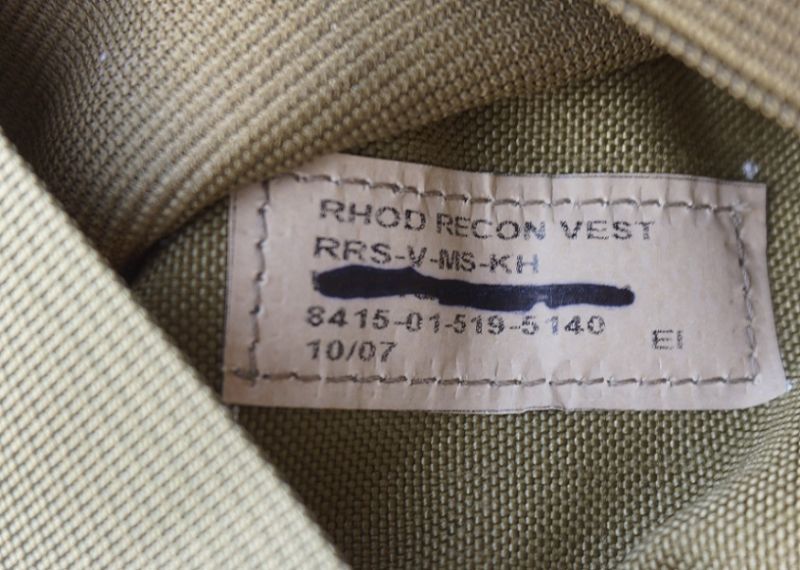 RHOD RECON VEST
RRS-V-MS-KH
8415-01-519-5140
10/07 EI